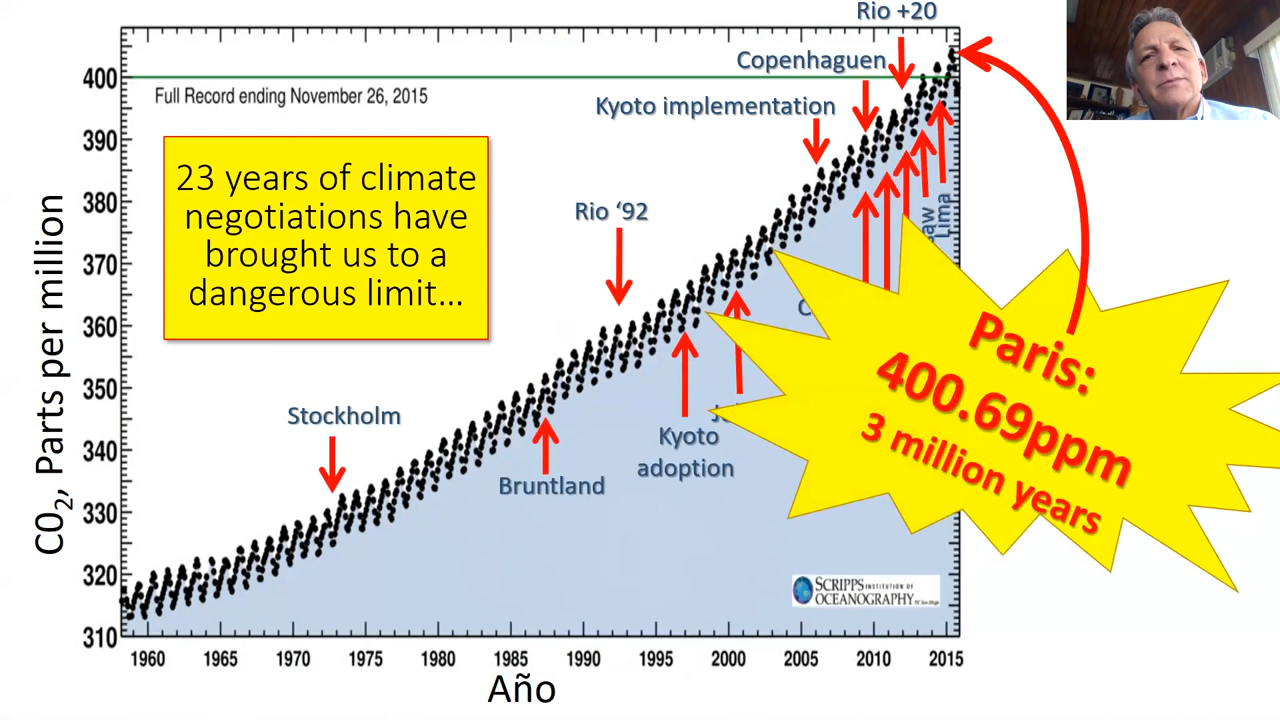 Rio +20
Copenhaguen
400
Full Record ending November 26, 2015
Kyoto implementation
390
23 years of climate
negotiations have
brought us to a
dangerous limit...
380
Rio ‘92
Lima
370
360
Paris:
400.69ppm
3 million years
350
Stockholm
Kyoto
adoption
340
Bruntland
330
320
SCRIPPS INSTITUTION OF
OCEANOGRAPHY
310
CO₂, Parts per million
1960 1965 1970 1975 1980 1985 1990 1995 2000 2005 2010 2015
Año